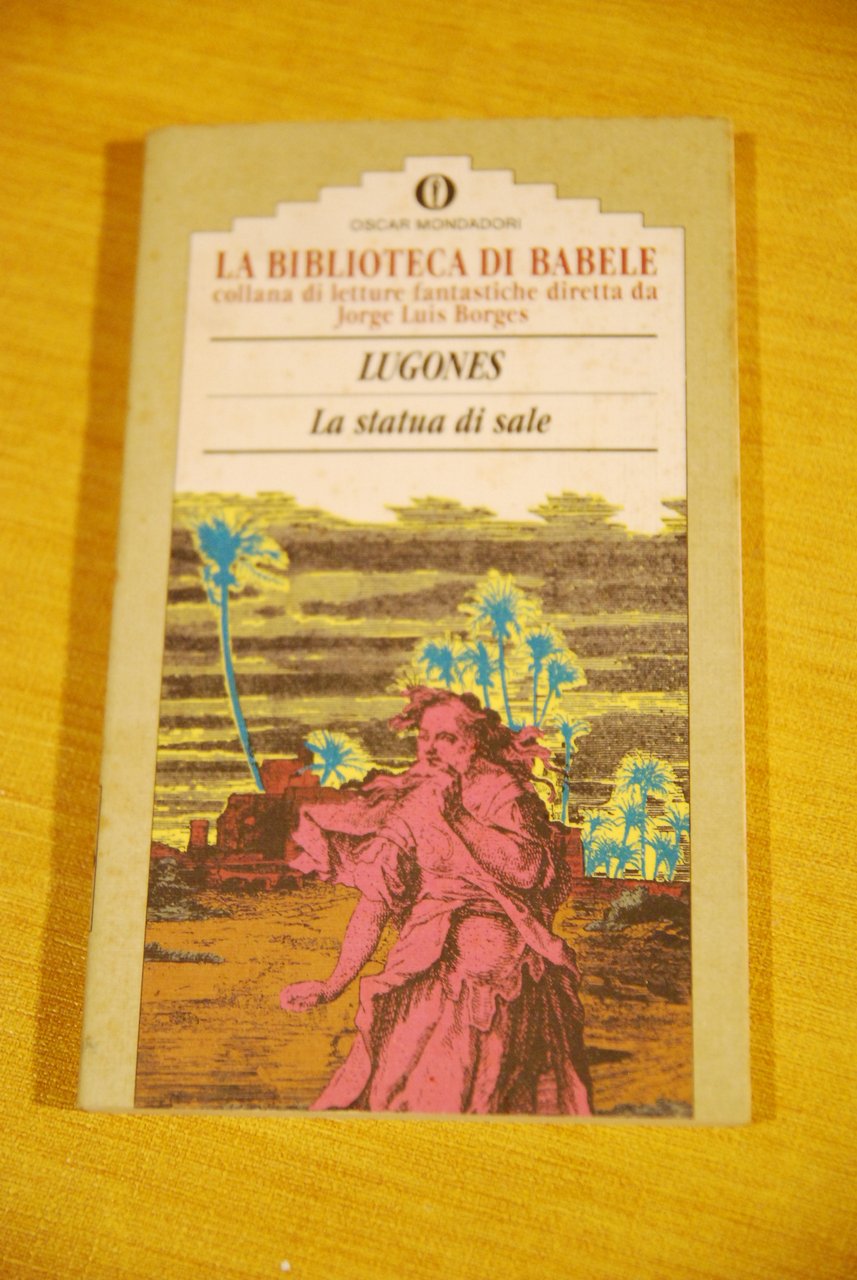 OSCAR MONDADORI
LA BIBLIOTECA DI BABELE
collana di letture fantastiche diretta da
Jorge Luis Borges
LUGONES
La statua di sale